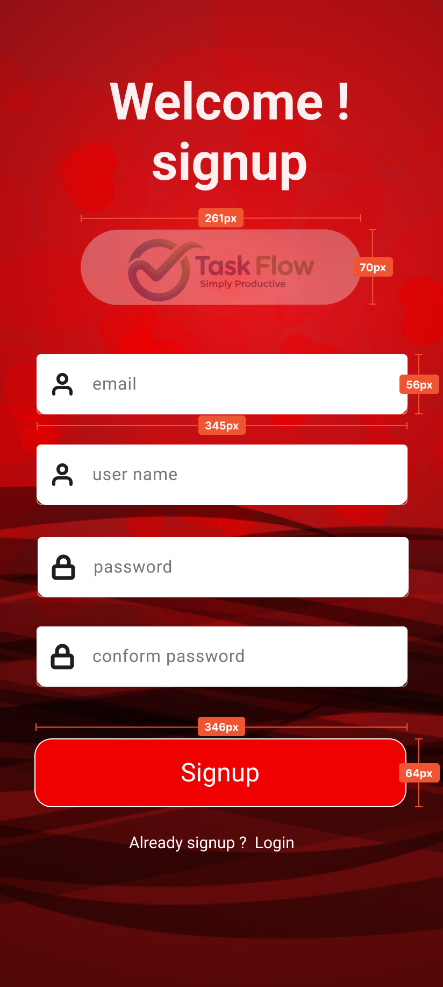 Welcome !
signup
261px
Task Flow
Simply Productive
70px
email
56px
345px
user name
password
conform password
346px
Signup
64px
Already signup ? Login